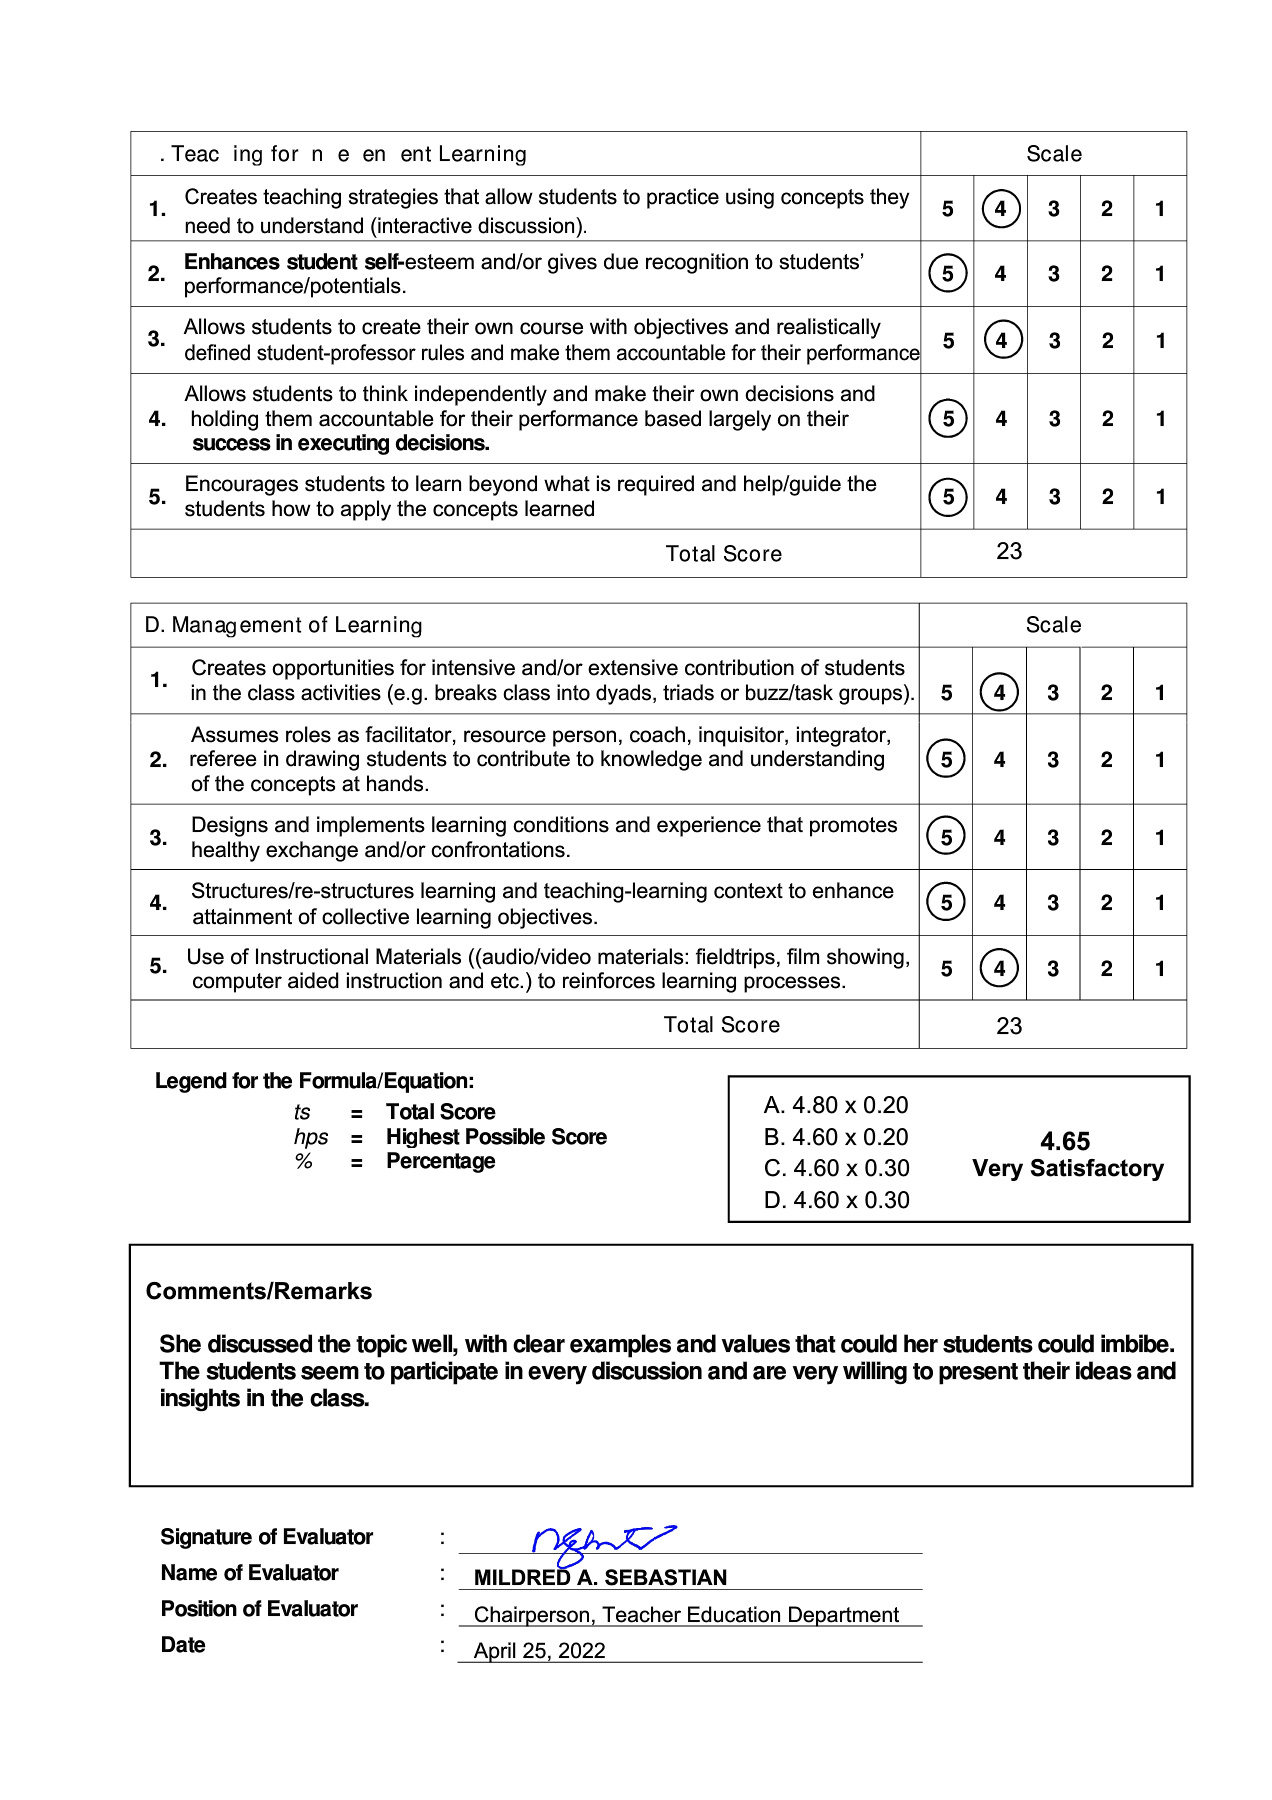 . Teac ing for n e en ent Learning Scale
1. Creates teaching strategies that allow students to practice using concepts they
need to understand (interactive discussion). 5 4 3 2 1
2. Enhances student self-esteem and/or gives due recognition to students’
performance/potentials. 5 4 3 2 1
3. Allows students to create their own course with objectives and realistically
defined student-professor rules and make them accountable for their performance 5 4 3 2 1
4. Allows students to think independently and make their own decisions and
holding them accountable for their performance based largely on their 5 4 3 2 1
success in executing decisions.
5. Encourages students to learn beyond what is required and help/guide the
students how to apply the concepts learned 5 4 3 2 1
Total Score 23
D. Management of Learning Scale
1. Creates opportunities for intensive and/or extensive contribution of students
in the class activities (e.g. breaks class into dyads, triads or buzz/task groups). 5 4 3 2 1
Assumes roles as facilitator, resource person, coach, inquisitor, integrator,
2. referee in drawing students to contribute to knowledge and understanding 5 4 3 2 1
of the concepts at hands.
3. Designs and implements learning conditions and experience that promotes
healthy exchange and/or confrontations. 5 4 3 2 1
4. Structures/re-structures learning and teaching-learning context to enhance
attainment of collective learning objectives. 5 4 3 2 1
5. Use of Instructional Materials ((audio/video materials: fieldtrips, film showing,
computer aided instruction and etc.) to reinforces learning processes. 5 4 3 2 1
Total Score 23
Legend for the Formula/Equation:
ts = Total Score
hps = Highest Possible Score
% = Percentage
A. 4.80 x 0.20
B. 4.60 x 0.20
C. 4.60 x 0.30
D. 4.60 x 0.30
4.65
Very Satisfactory
Comments/Remarks
She discussed the topic well, with clear examples and values that could her students could imbibe.
The students seem to participate in every discussion and are very willing to present their ideas and
insights in the class.
Signature of Evaluator :
Name of Evaluator : MILDRED A. SEBASTIAN
Position of Evaluator : Chairperson, Teacher Education Department
Date : April 25, 2022